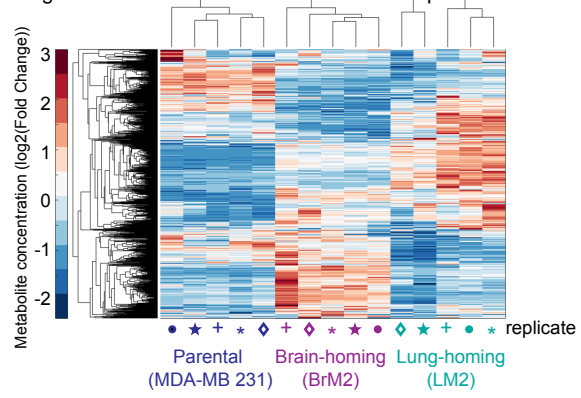 Metabolite concentration (log2(Fold Change))
3
2
1
0
-1
-2
replicate
Parental
(MDA-MB 231)
Brain-homing
(BrM2)
Lung-homing
(LM2)